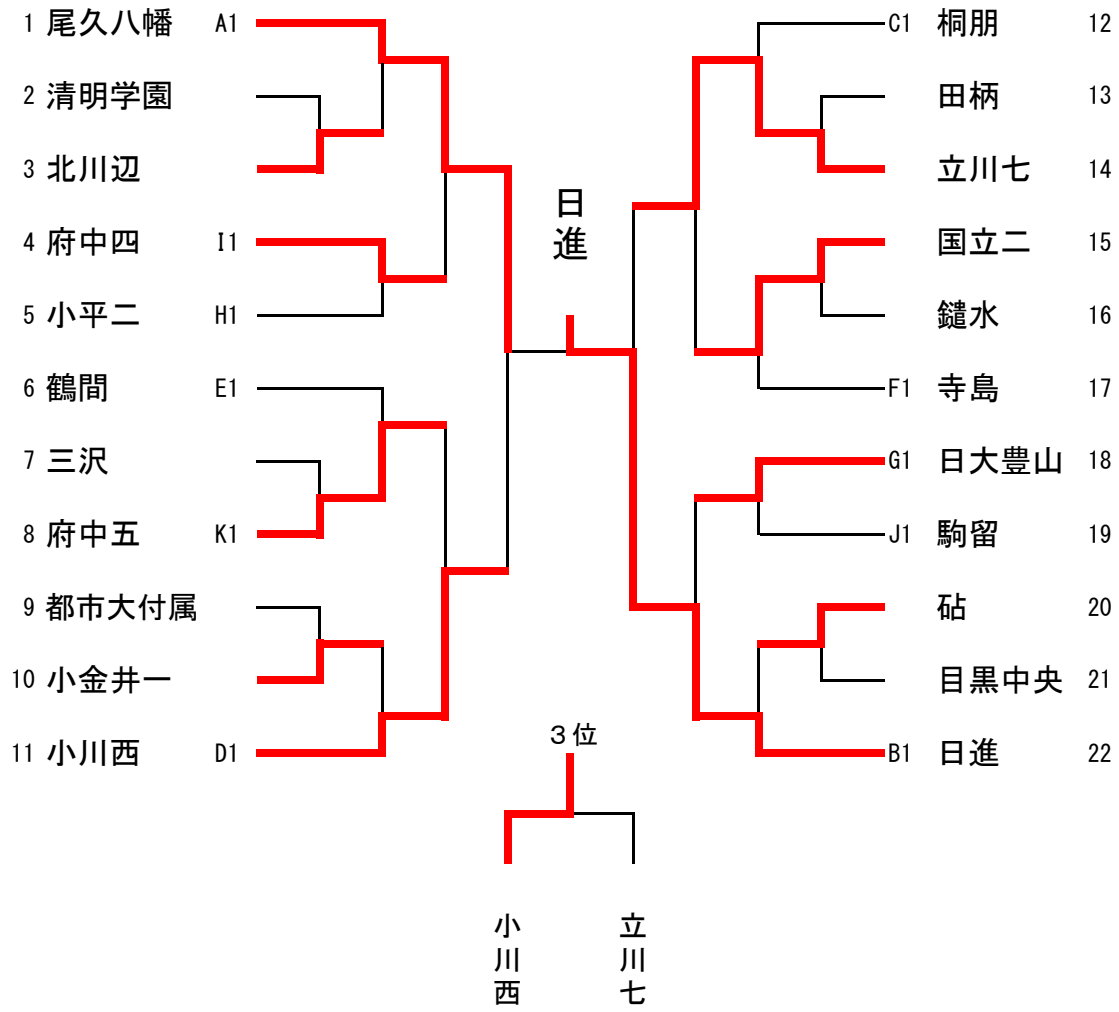 1 尾久八幡 A1
2 清明学園
3 北川辺
4 府中四 I1
5 小平二 H1
6 鶴間 E1
7 三沢
8 府中五 K1
9 都市大付属
10 小金井一
11 小川西 D1
日進
C1 桐朋 12
田柄 13
立川七 14
国立二 15
鑓水 16
F1 寺島 17
G1 日大豊山 18
J1 駒留 19
砧 20
目黒中央 21
B1 日進 22
３位
小川西
立川七